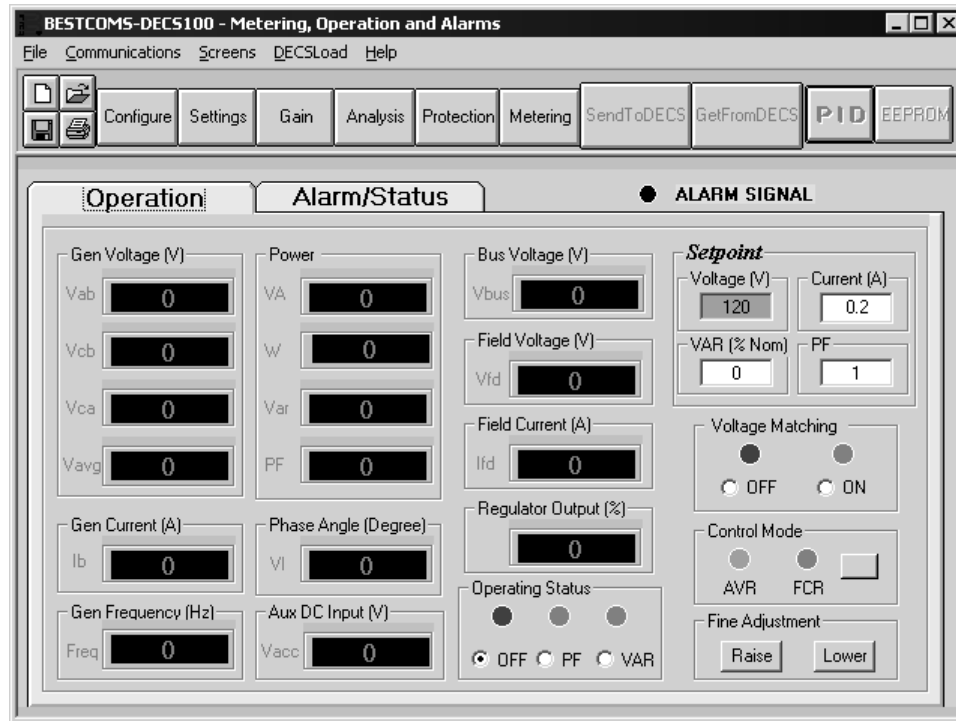 BESTCOMS-DECS100 - Metering, Operation and Alarms
File Communications Screens DECSLoad Help
Configure Settings Gain Analysis Protection Metering SendToDECS GetFromDECS PID EEPROM
Operation Alarm/Status ALARM SIGNAL
Gen Voltage (V)
Vab 0
Vcb 0
Vca 0
Vavg 0
Power
VA 0
W 0
Var 0
PF 0
Bus Voltage (V)
Vbus 0
Field Voltage (V)
Vfd 0
Field Current (A)
Ifd 0
Regulator Output (%)
0
Setpoint
Voltage (V) Current (A)
120 0.2
VAR (% Nom) PF
0 1
Voltage Matching
OFF ON
Gen Current (A)
Ib 0
Phase Angle (Degree)
VI 0
Control Mode
AVR FCR
Gen Frequency (Hz)
Freq 0
Aux DC Input (V)
Vacc 0
Operating Status
OFF PF VAR
Fine Adjustment
Raise Lower